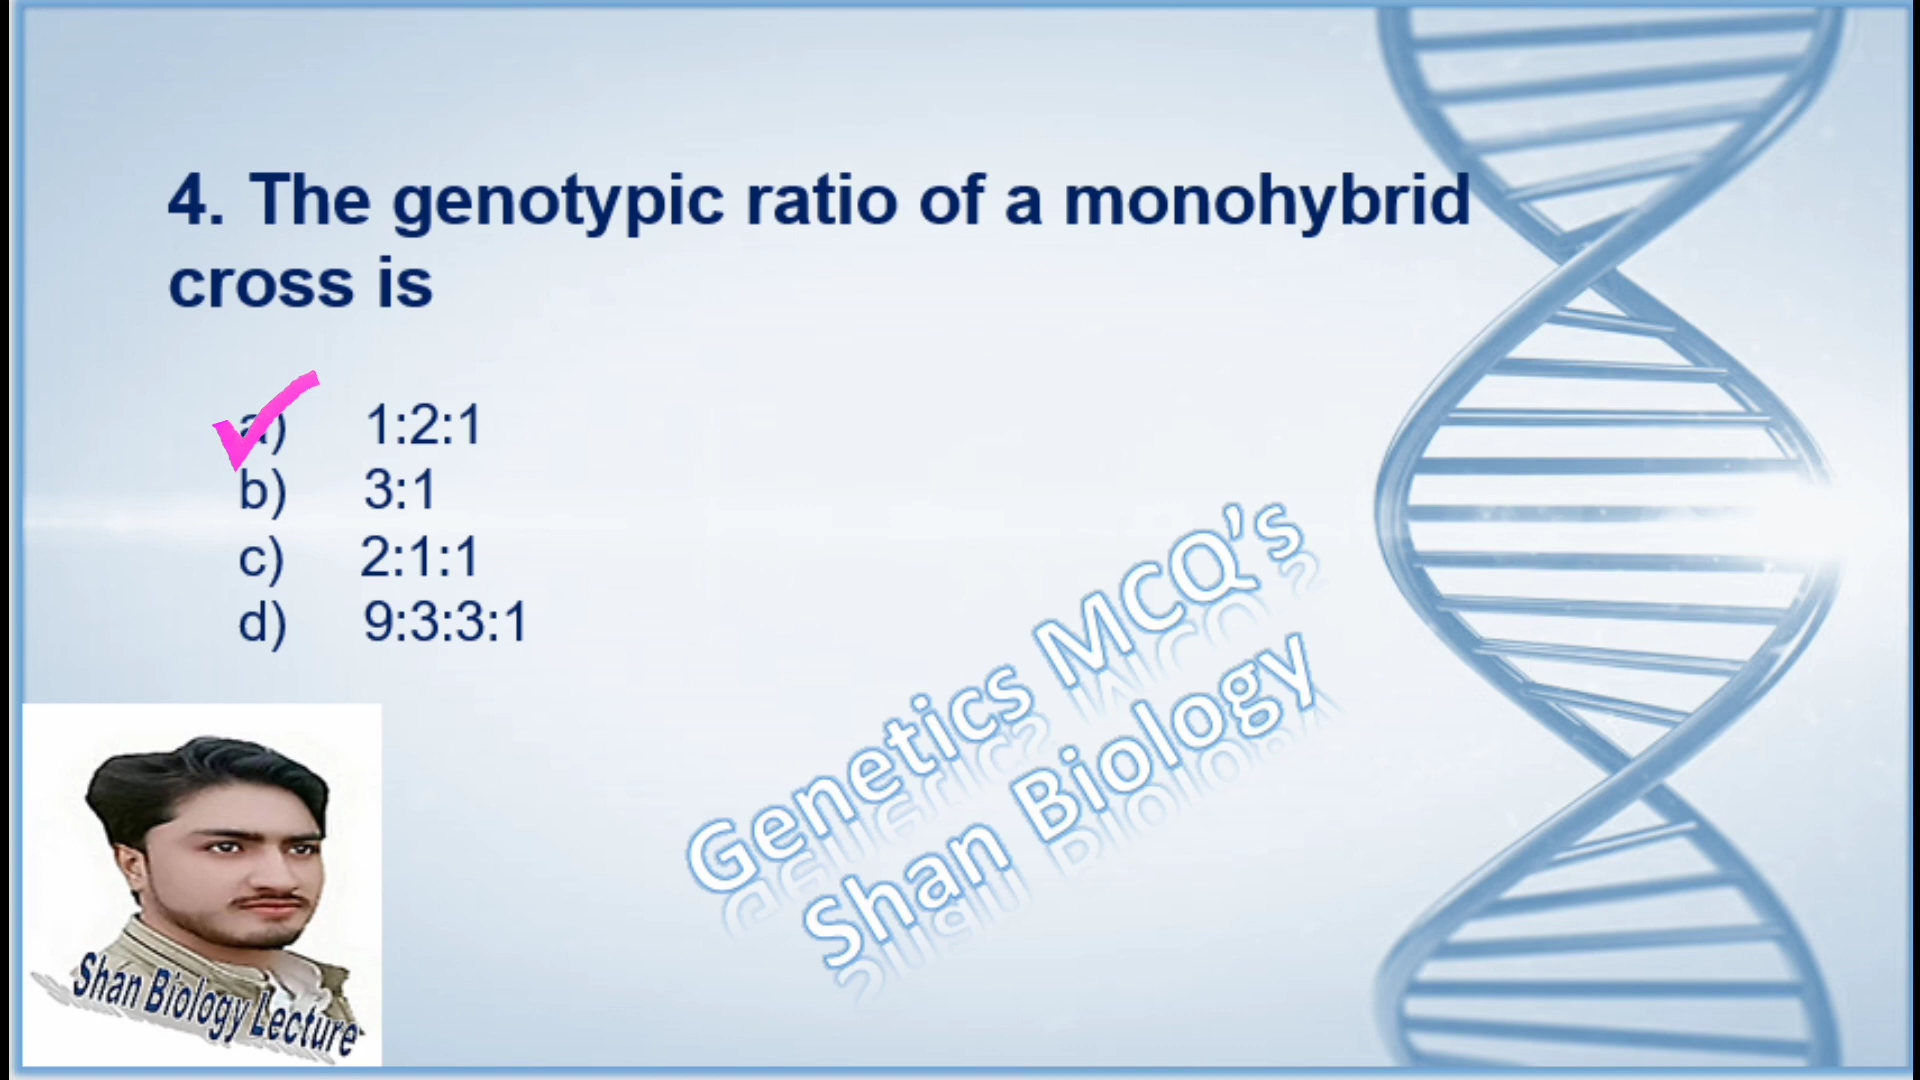 4. The genotypic ratio of a monohybrid
cross is
a) 1:2:1
b) 3:1
c) 2:1:1
d) 9:3:3:1
Genetics MCQ's
Shan Biology
Shan Biology Lecture